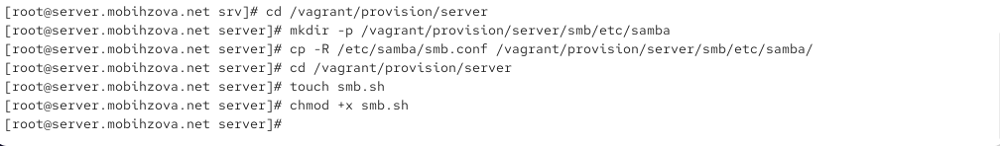 [root@server.mobihzova.net srv]# cd /vagrant/provision/server
[root@server.mobihzova.net server]# mkdir -p /vagrant/provision/server/smb/etc/samba
[root@server.mobihzova.net server]# cp -R /etc/samba/smb.conf /vagrant/provision/server/smb/etc/samba/
[root@server.mobihzova.net server]# cd /vagrant/provision/server
[root@server.mobihzova.net server]# touch smb.sh
[root@server.mobihzova.net server]# chmod +x smb.sh
[root@server.mobihzova.net server]#